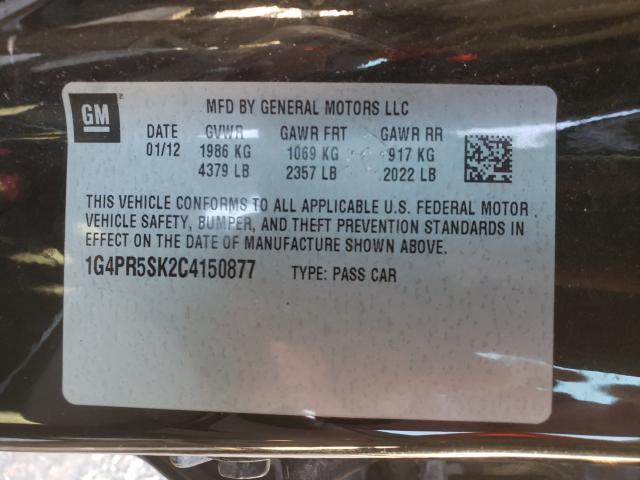 GM
MFD BY GENERAL MOTORS LLC
DATE GVWR GAWR FRT GAWR RR
01/12 1986 KG 1069 KG 917 KG
4379 LB 2357 LB 2022 LB
THIS VEHICLE CONFORMS TO ALL APPLICABLE U.S. FEDERAL MOTOR
VEHICLE SAFETY, BUMPER, AND THEFT PREVENTION STANDARDS IN
EFFECT ON THE DATE OF MANUFACTURE SHOWN ABOVE.
1G4PR5SK2C4150877 TYPE: PASS CAR